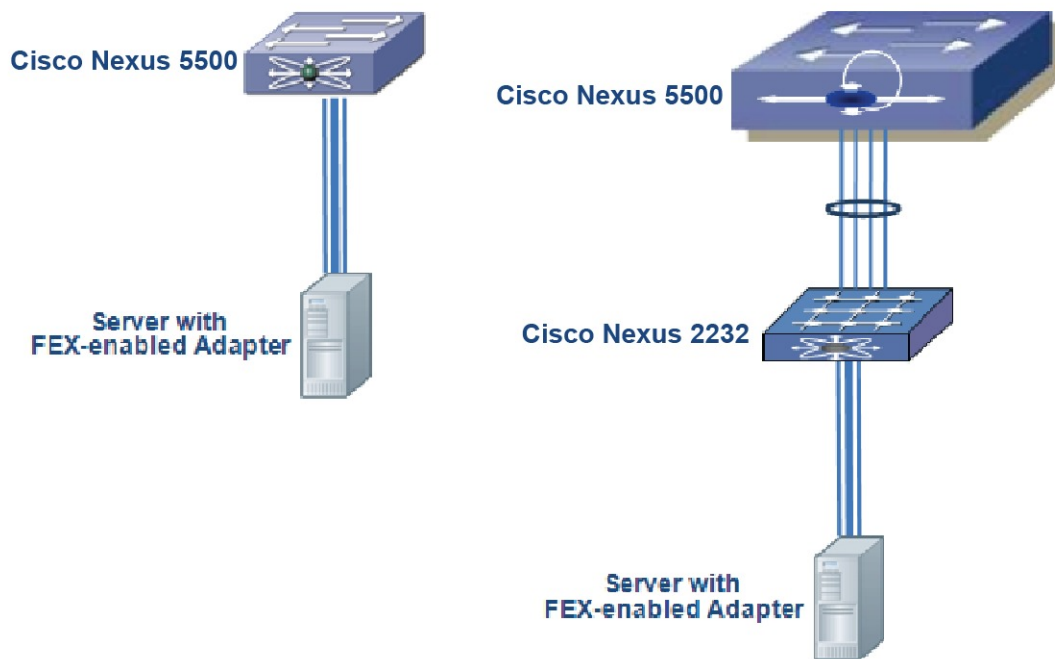 Cisco Nexus 5500
Server with
FEX-enabled Adapter
Cisco Nexus 5500
Cisco Nexus 2232
Server with
FEX-enabled Adapter